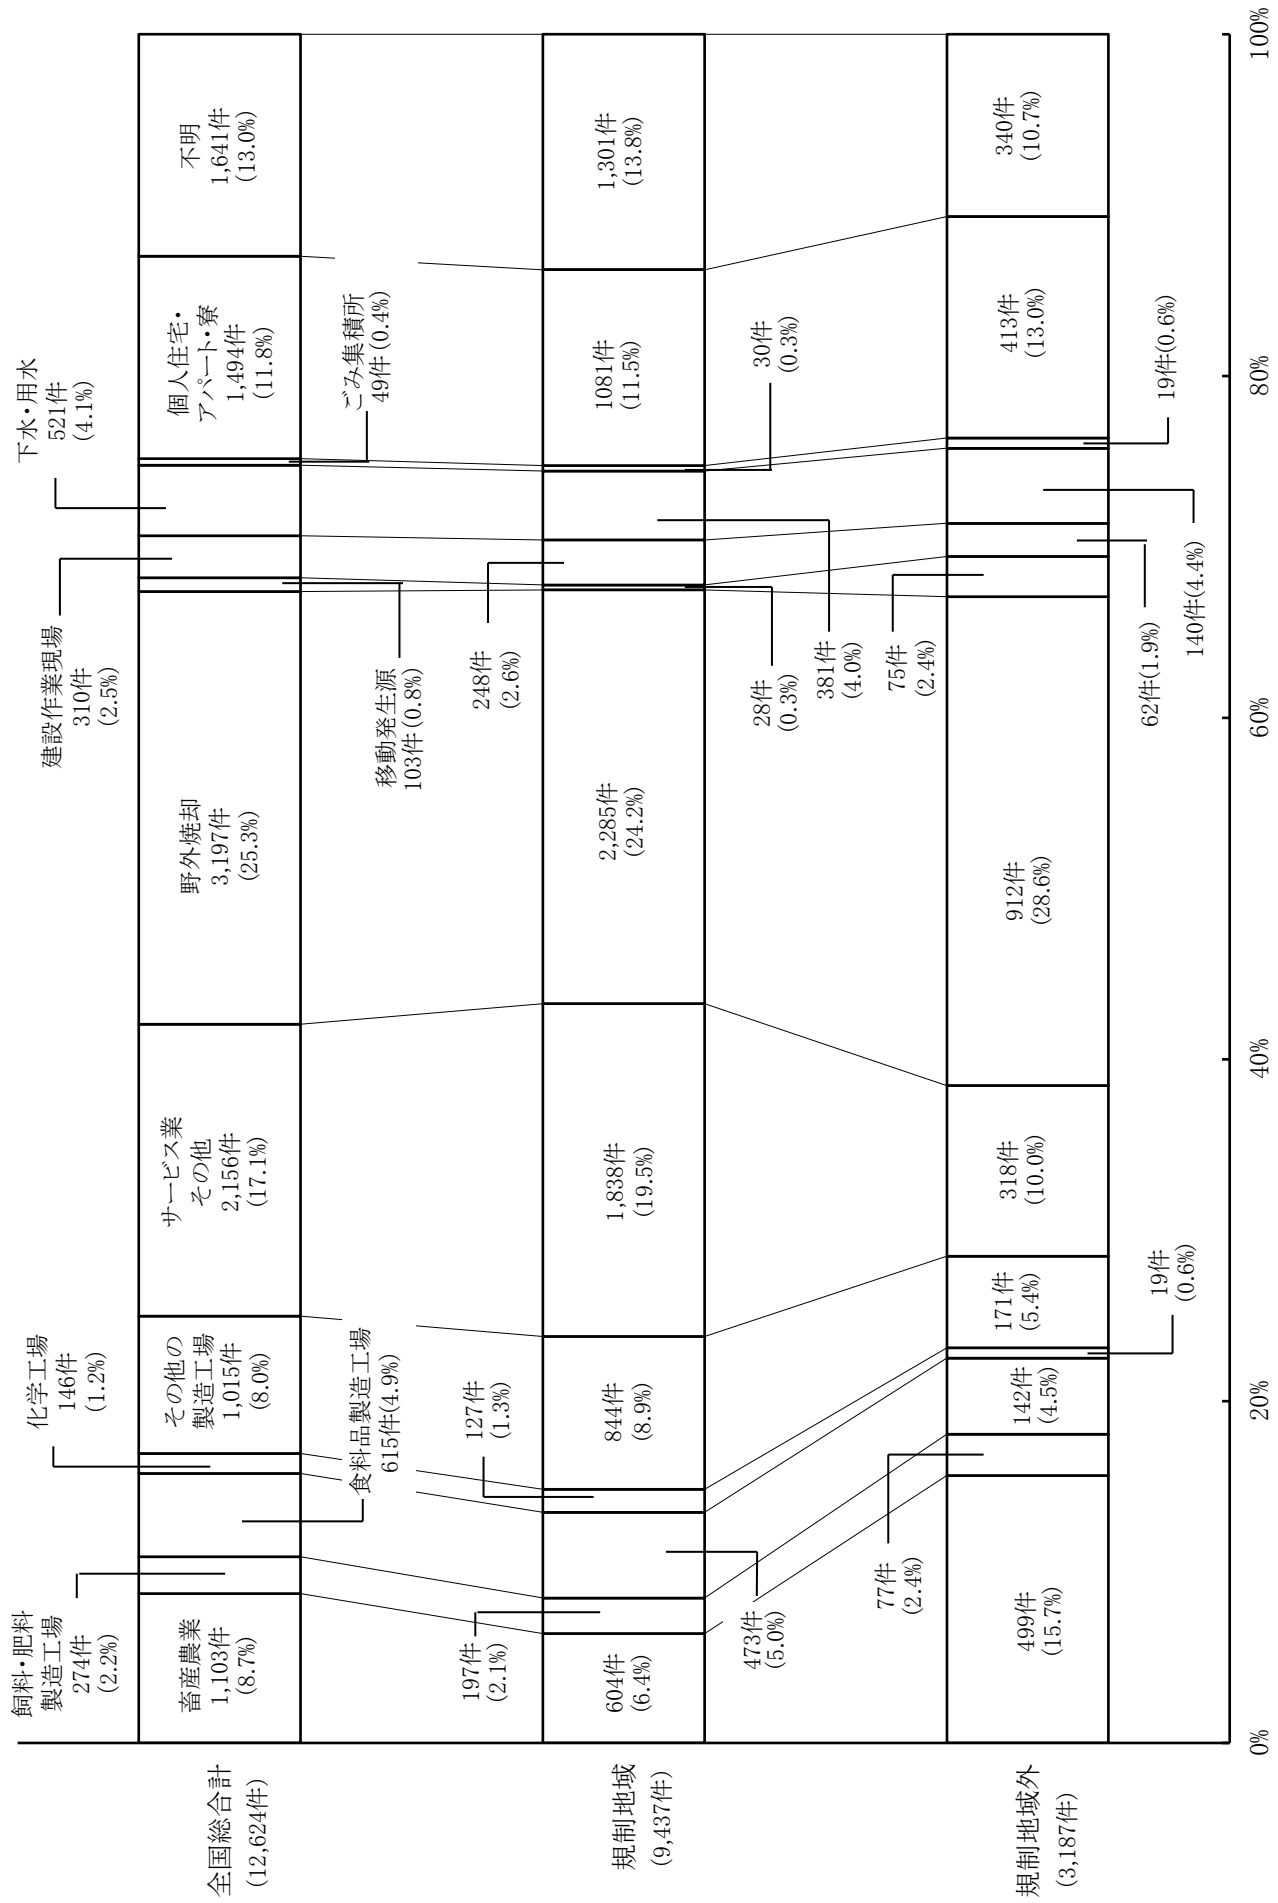 全国総合計
(12,624件)
飼料・肥料
製造工場
274件
(2.2%)
化学工場
146件
(1.2%)
建設作業現場
310件
(2.5%)
下水・用水
521件
(4.1%)
畜産農業
1,103件
(8.7%)
その他の
製造工場
1,015件
(8.0%)
サービス業
その他
2,156件
(17.1%)
野外焼却
3,197件
(25.3%)
個人住宅・
アパート・寮
1,494件
(11.8%)
不明
1,641件
(13.0%)
食料品製造工場
615件(4.9%)
移動発生源
103件(0.8%)
ごみ集積所
49件(0.4%)
規制地域
(9,437件)
197件
(2.1%)
127件
(1.3%)
248件
(2.6%)
604件
(6.4%)
844件
(8.9%)
1,838件
(19.5%)
2,285件
(24.2%)
1081件
(11.5%)
1,301件
(13.8%)
473件
(5.0%)
28件
(0.3%)
381件
(4.0%)
30件
(0.3%)
規制地域外
(3,187件)
77件
(2.4%)
75件
(2.4%)
499件
(15.7%)
142件
(4.5%)
171件
(5.4%)
318件
(10.0%)
912件
(28.6%)
413件
(13.0%)
340件
(10.7%)
19件
(0.6%)
62件(1.9%)
140件(4.4%)
19件(0.6%)
0%
20%
40%
60%
80%
100%